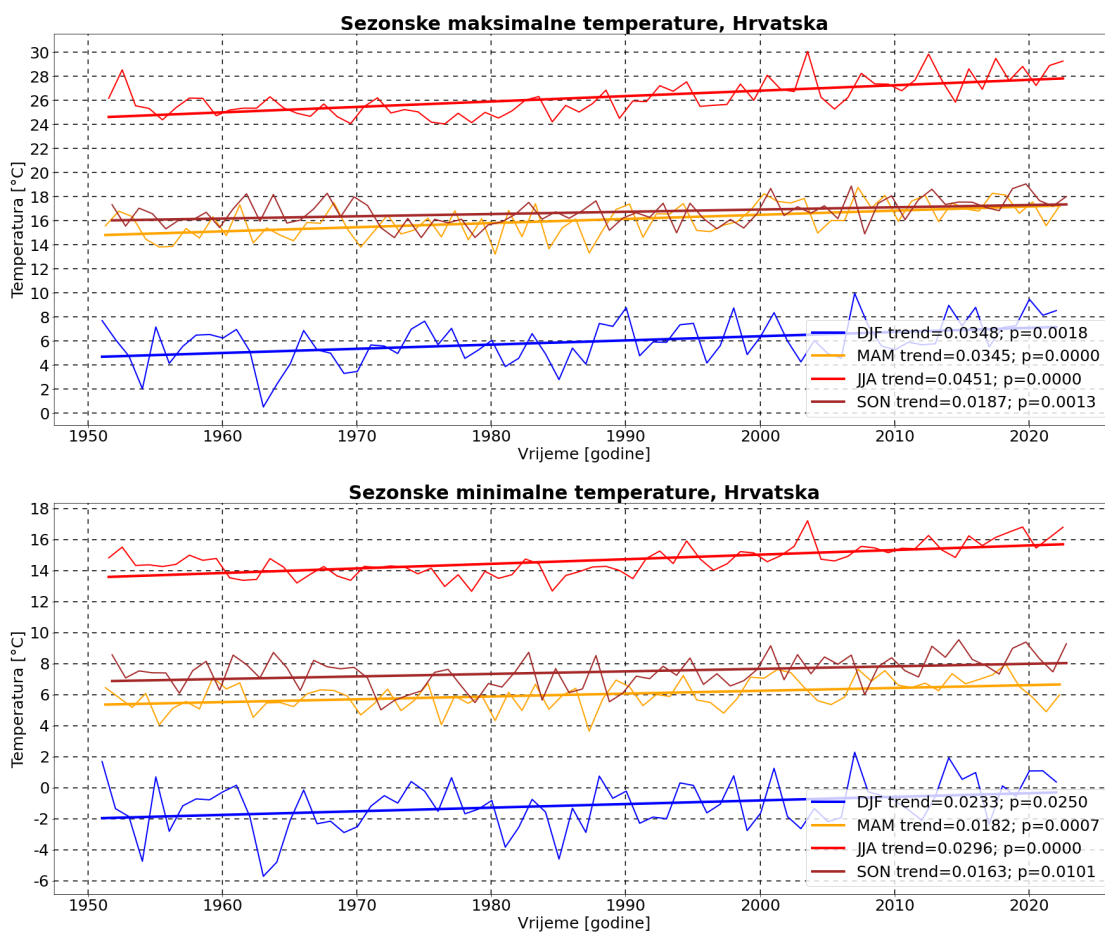 Sezonske maksimalne temperature, Hrvatska
Temperatura [°C]
30
28
26
24
22
20
18
16
14
12
10
8
6
4
2
0
DJF trend=0.0348; p=0.0018
MAM trend=0.0345; p=0.0000
JJA trend=0.0451; p=0.0000
SON trend=0.0187; p=0.0013
1950 1960 1970 1980 1990 2000 2010 2020
Vrijeme [godine]
Sezonske minimalne temperature, Hrvatska
Temperatura [°C]
18
16
14
12
10
8
6
4
2
0
-2
-4
-6
DJF trend=0.0233; p=0.0250
MAM trend=0.0182; p=0.0007
JJA trend=0.0296; p=0.0000
SON trend=0.0163; p=0.0101
1950 1960 1970 1980 1990 2000 2010 2020
Vrijeme [godine]